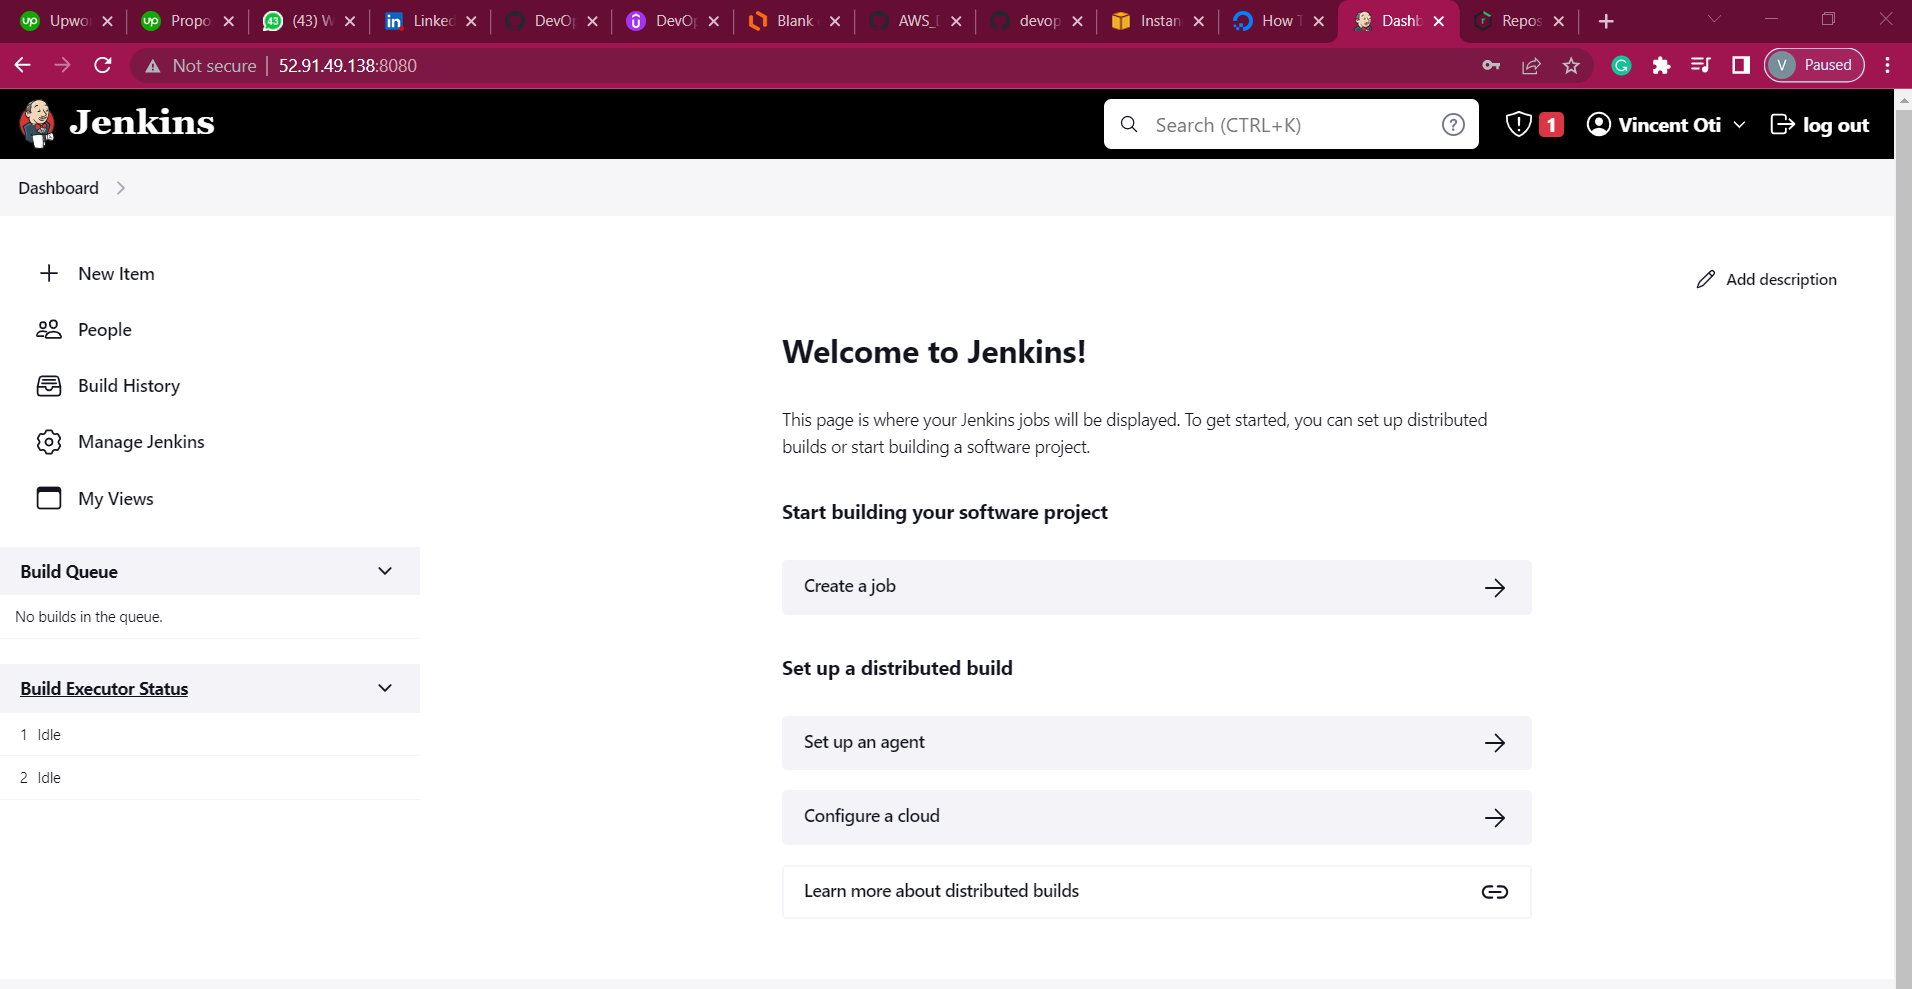 Upwo
Propo
(43) W
Linked
DevOp
DevOp
Blank
AWS_D
devop
Instan
How T
Dashb
Repos
Not secure
52.91.49.138:8080
V Paused
Jenkins
Search (CTRL+K)
1
Vincent Oti
log out
Dashboard
New Item
People
Build History
Manage Jenkins
My Views
Build Queue
No builds in the queue.
Build Executor Status
1 Idle
2 Idle
Add description
Welcome to Jenkins!
This page is where your Jenkins jobs will be displayed. To get started, you can set up distributed
builds or start building a software project.
Start building your software project
Create a job
Set up a distributed build
Set up an agent
Configure a cloud
Learn more about distributed builds